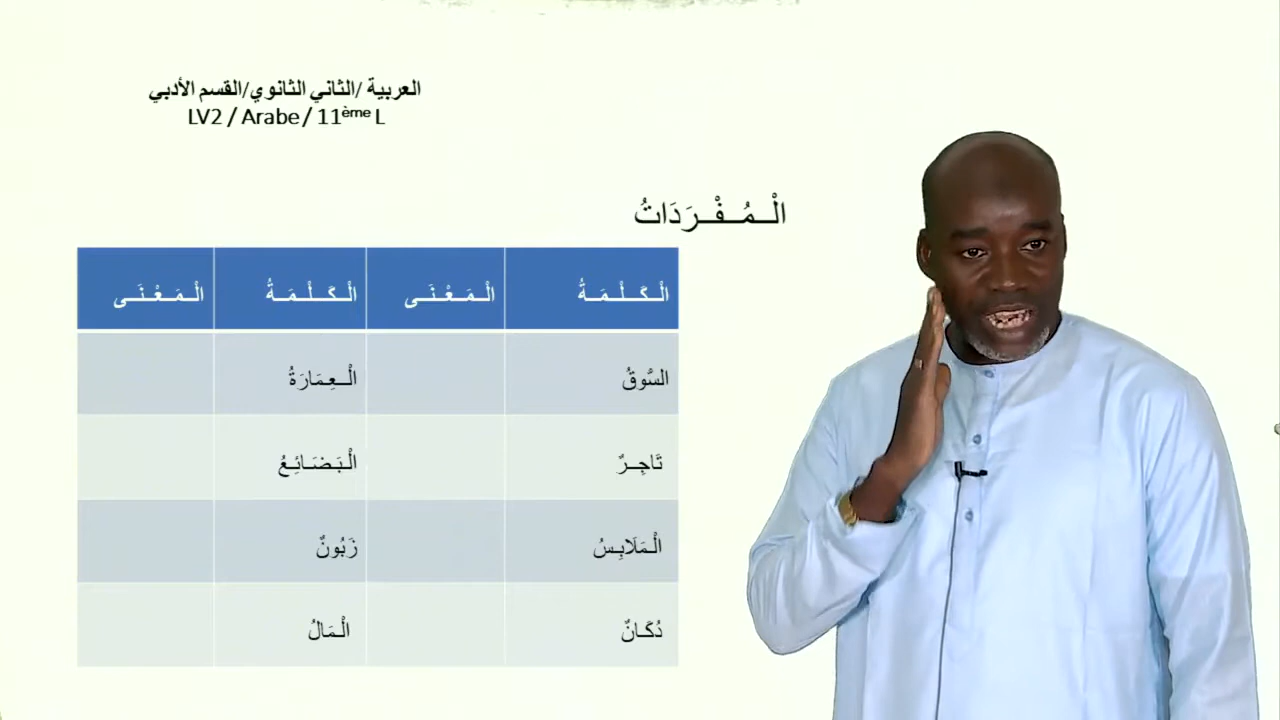 العربية /الثاني الثانوي/القسم الأدبي
LV2 / Arabe / 11ème L
الْـمُـفْـرَدَاتُ
الْـكَـلْـمَـةُ الْـمَـعْـنَـى الْـكَـلْـمَـةُ الْـمَـعْـنَـى
السُّوقُ الْـعِـمَارَةُ
تَاجِـرٌ الْـبَـضَـائِـعُ
الْـمَلَابِـسُ زَبُونٌ
دُكَـانٌ الْـمَالُ